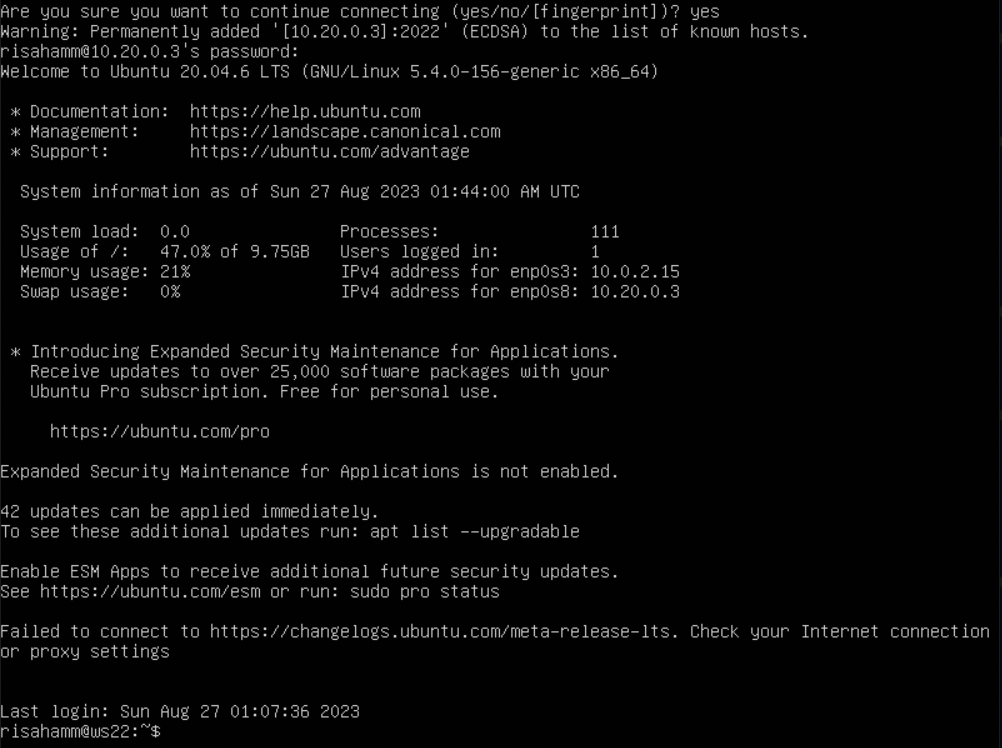 Are you sure you want to continue connecting (yes/no/[fingerprint])? yes
Warning: Permanently added '[10.20.0.3]:2022' (ECDSA) to the list of known hosts.
risahamm@10.20.0.3's password:
Welcome to Ubuntu 20.04.6 LTS (GNU/Linux 5.4.0-156-generic x86_64)
* Documentation:  https://help.ubuntu.com
* Management:     https://landscape.canonical.com
* Support:        https://ubuntu.com/advantage
System information as of Sun 27 Aug 2023 01:44:00 AM UTC
System load:  0.0               Processes:               111
Usage of /:   47.0% of 9.75GB   Users logged in:         1
Memory usage: 21%               IPv4 address for enp0s3: 10.0.2.15
Swap usage:   0%                IPv4 address for enp0s8: 10.20.0.3
* Introducing Expanded Security Maintenance for Applications.
Receive updates to over 25,000 software packages with your
Ubuntu Pro subscription. Free for personal use.
https://ubuntu.com/pro
Expanded Security Maintenance for Applications is not enabled.
42 updates can be applied immediately.
To see these additional updates run: apt list --upgradable
Enable ESM Apps to receive additional future security updates.
See https://ubuntu.com/esm or run: sudo pro status
Failed to connect to https://changelogs.ubuntu.com/meta-release-lts. Check your Internet connection
or proxy settings
Last login: Sun Aug 27 01:07:36 2023
risahamm@ws22:~$